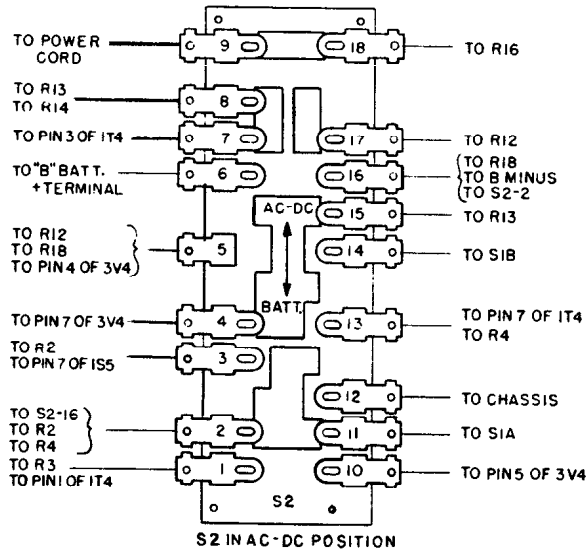 TO POWER
CORD
9
18
TO R16
TO R13
TO R14
8
TO PIN 3 OF 1T4
7
17
TO R12
TO "B" BATT.
+ TERMINAL
6
16
TO R18
TO B MINUS
TO S2-2
AC-DC
15
TO R13
TO R12
TO R18
TO PIN 4 OF 3V4
5
14
TO S1B
BATT.
TO PIN 7 OF 3V4
4
13
TO PIN 7 OF 1T4
TO R4
TO R2
TO PIN 7 OF 1S5
3
12
TO CHASSIS
TO S2-16
TO R2
TO R4
2
11
TO S1A
TO R3
TO PIN 1 OF 1T4
1
10
TO PIN 5 OF 3V4
S2
S2 IN AC-DC POSITION